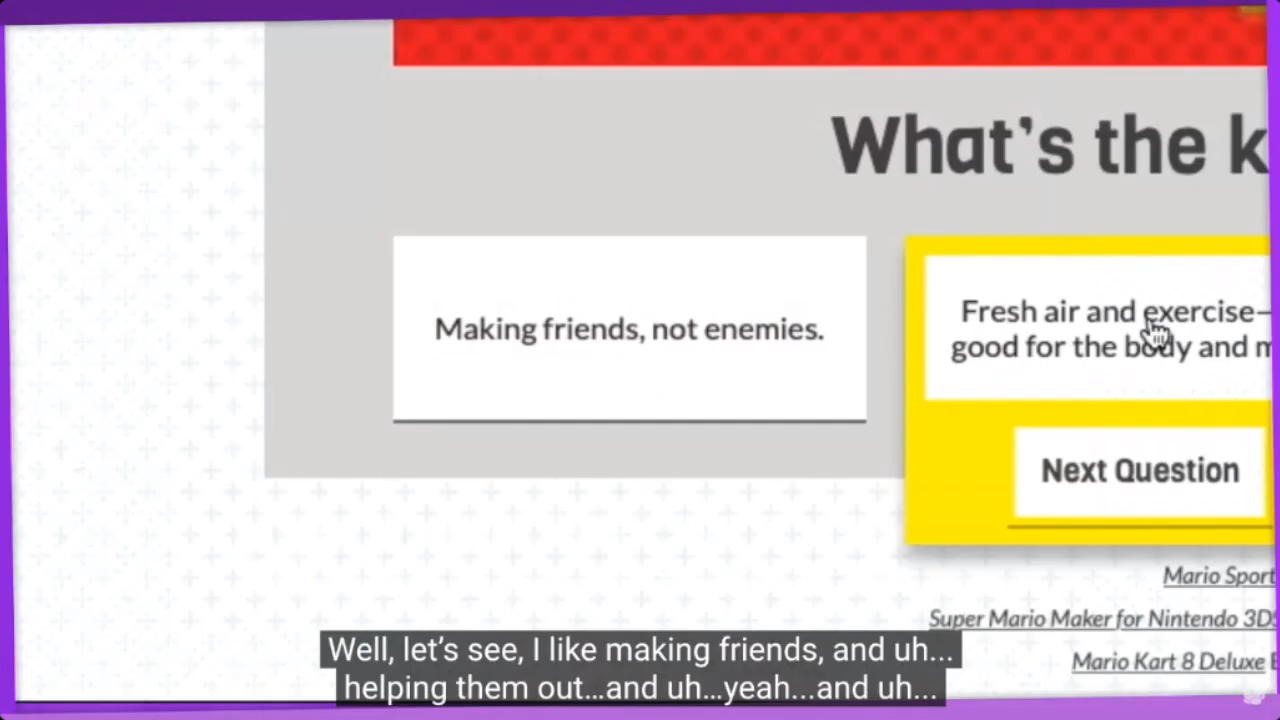 What's the k
Making friends, not enemies.
Fresh air and exercise—
good for the body and m
Next Question
Mario Sport
Super Mario Maker for Nintendo 3DS
Mario Kart 8 Deluxe
Well, let's see, I like making friends, and uh...
helping them out…and uh…yeah...and uh...